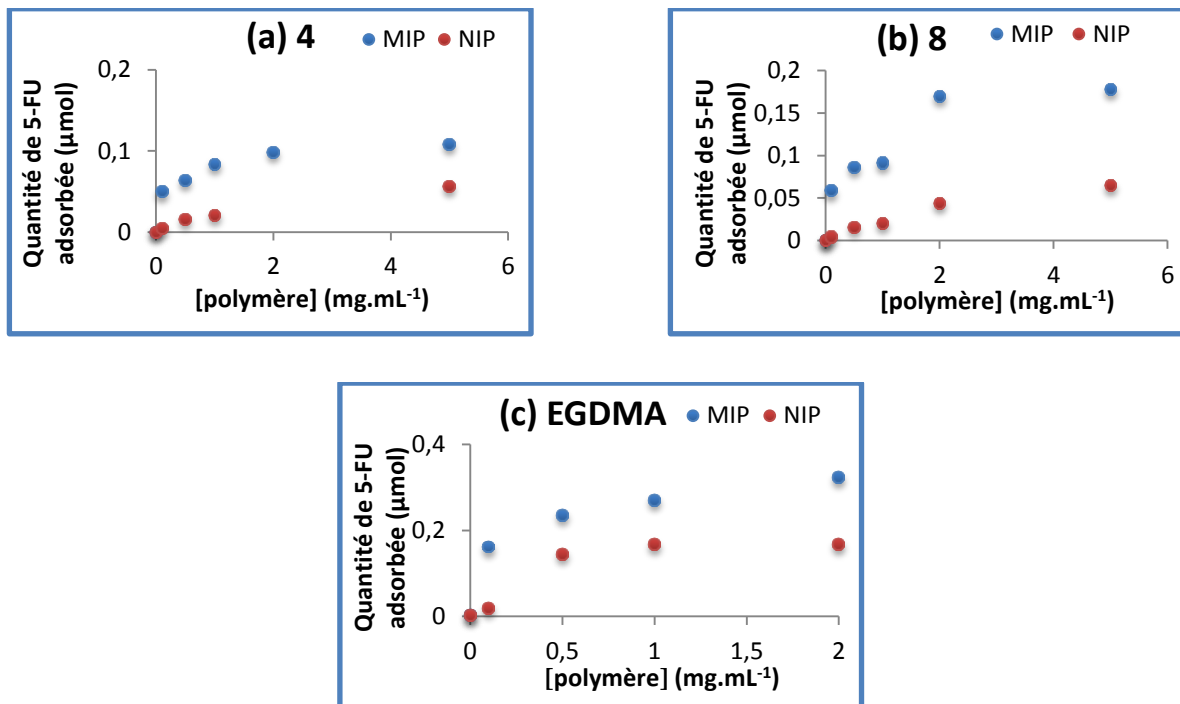 (a) 4
MIP NIP
Quantité de 5-FU
adsorbée (µmol)
0,2
0,1
0
0 2 4 6
[polymère] (mg.mL-1)
(b) 8
MIP NIP
Quantité de 5-FU
adsorbée (µmol)
0,2
0,15
0,1
0,05
0
0 2 4 6
[polymère] (mg.mL-1)
(c) EGDMA
MIP NIP
Quantité de 5-FU
adsorbée (µmol)
0,4
0,2
0
0 0,5 1 1,5 2
[polymère] (mg.mL-1)